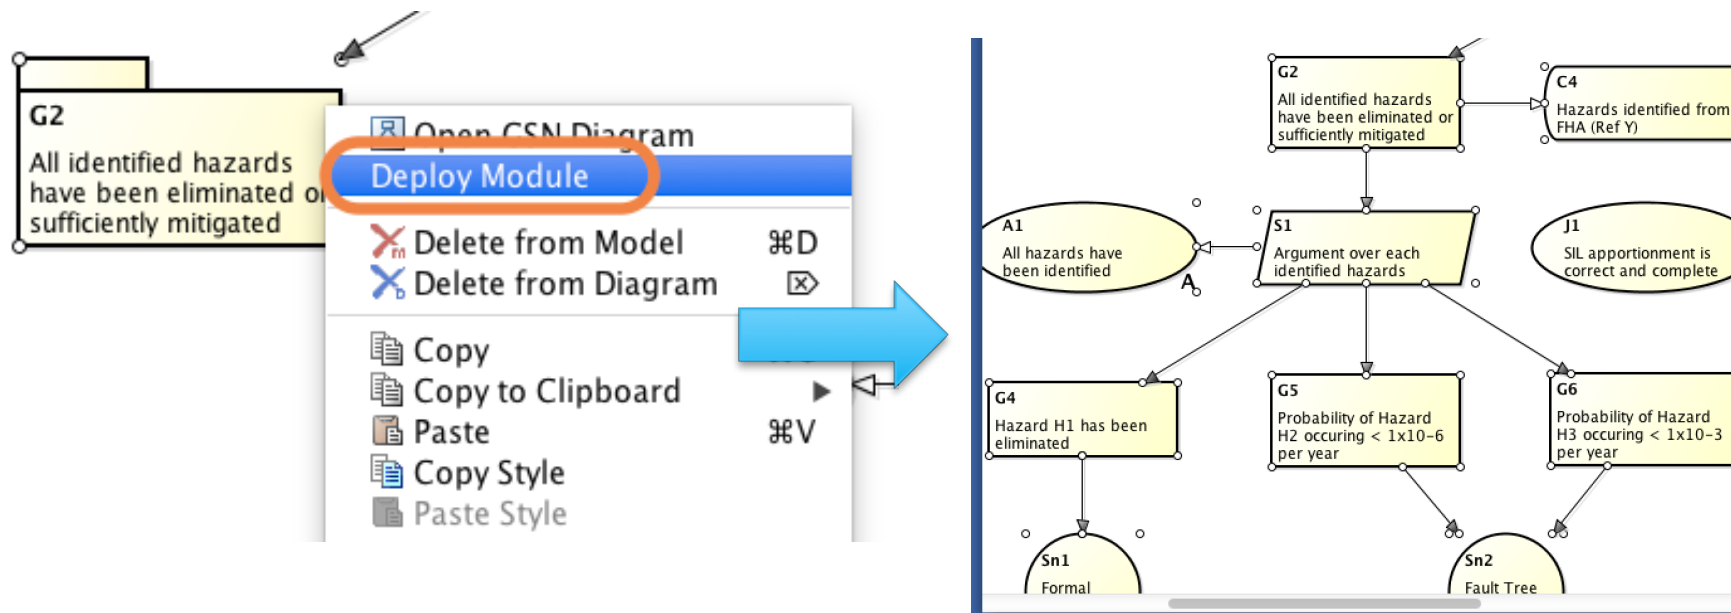 G2
All identified hazards
have been eliminated or
sufficiently mitigated
Open GSN Diagram
Deploy Module
Delete from Model ⌘D
Delete from Diagram ⌦
Copy
Copy to Clipboard ▶
Paste ⌘V
Copy Style
Paste Style
G2
All identified hazards
have been eliminated or
sufficiently mitigated
C4
Hazards identified from
FHA (Ref Y)
A1
All hazards have
been identified
A
S1
Argument over each
identified hazards
J1
SIL apportionment is
correct and complete
G4
Hazard H1 has been
eliminated
G5
Probability of Hazard
H2 occuring < 1x10-6
per year
G6
Probability of Hazard
H3 occuring < 1x10-3
per year
Sn1
Formal
Sn2
Fault Tree